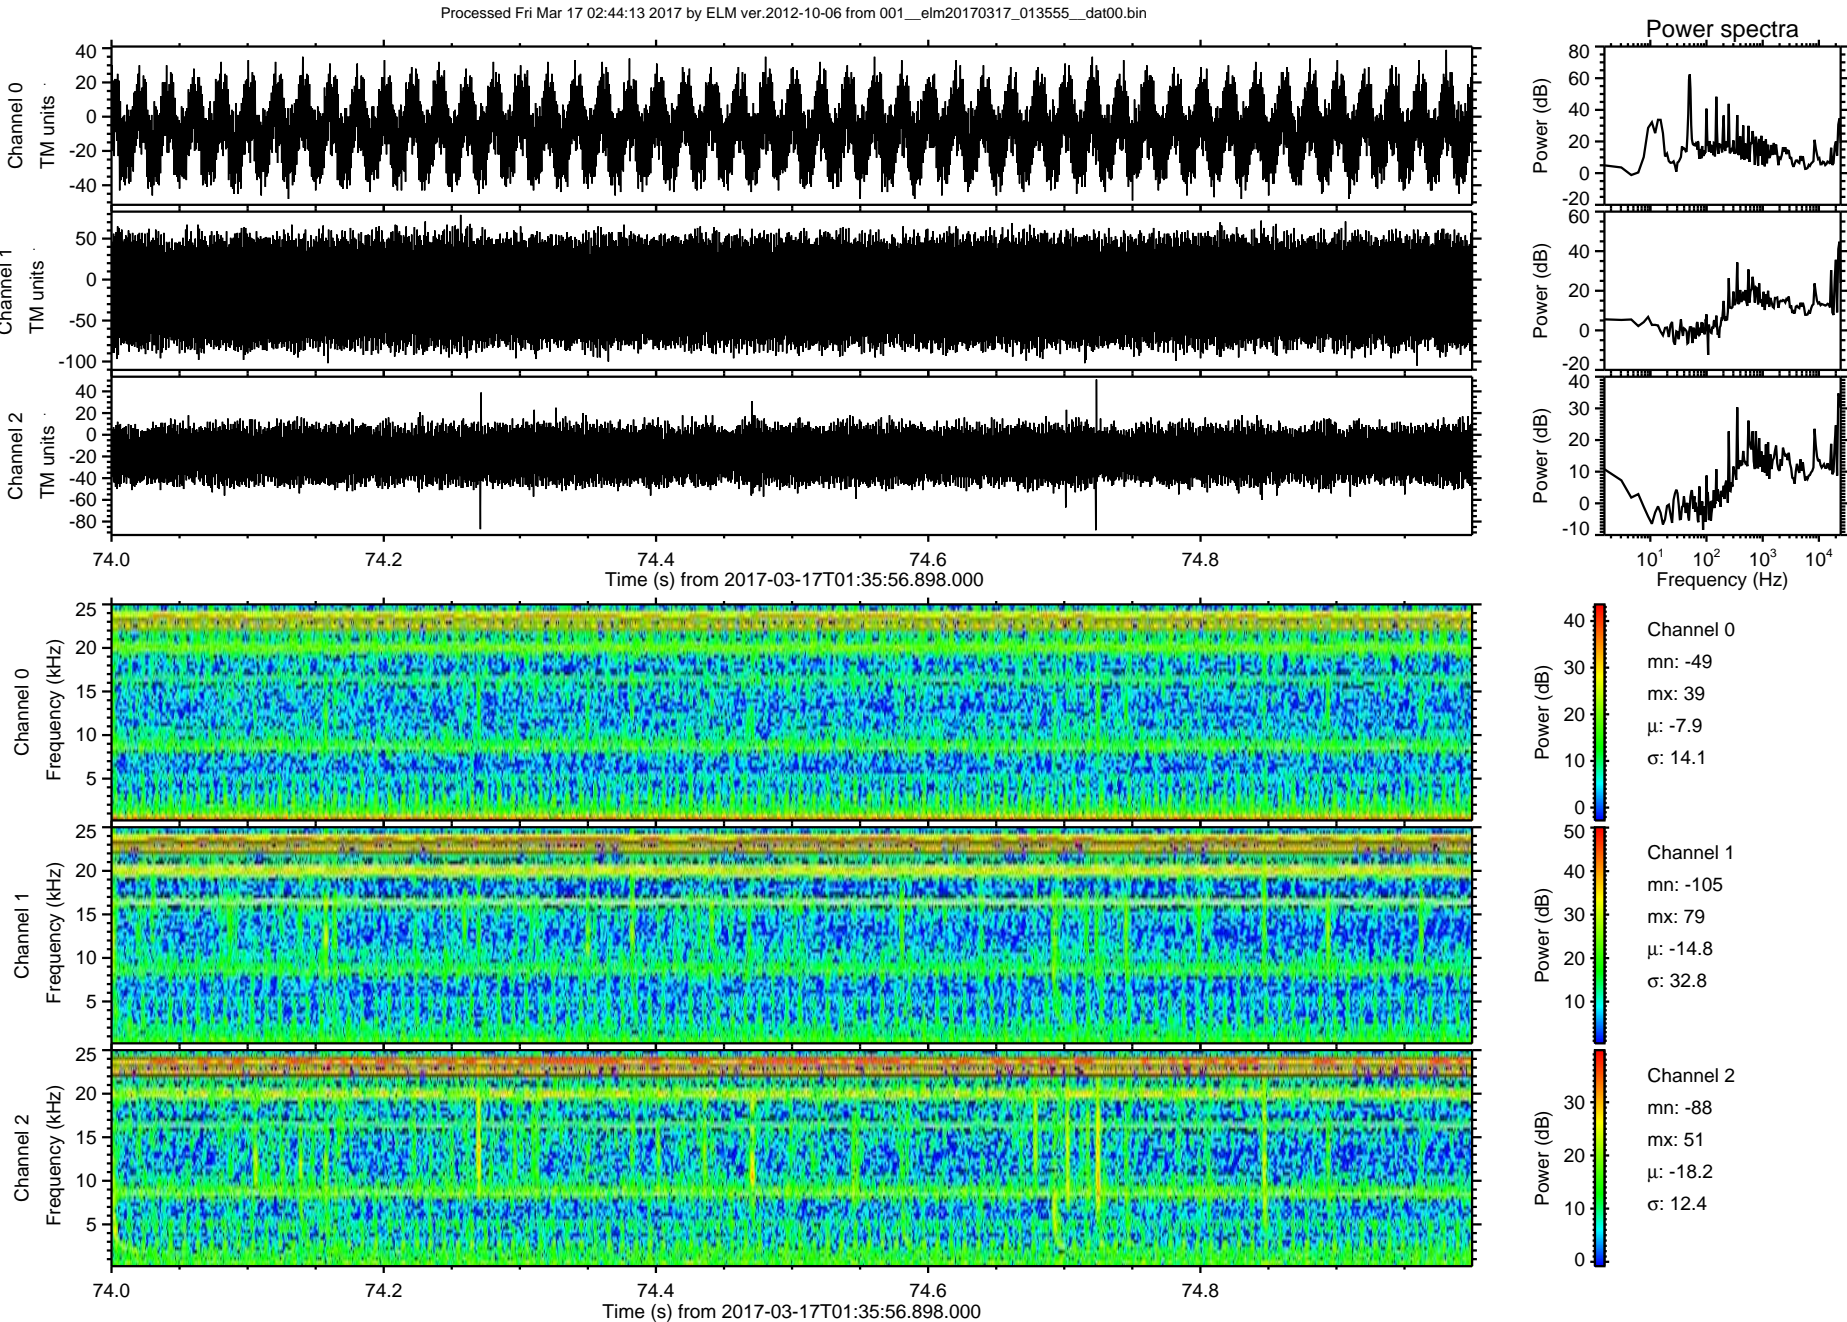 Processed Fri Mar 17 02:44:13 2017 by ELM ver.2012-10-06 from 001__elm20170317_013555__dat00.bin
Power spectra
Channel 0
TM units
40
20
0
-20
-40
Power (dB)
80
60
40
20
0
-20
Channel 1
TM units
50
0
-50
-100
Power (dB)
60
40
20
0
-20
Channel 2
TM units
40
20
0
-20
-40
-60
-80
Power (dB)
40
30
20
10
0
-10
74.0 74.2 74.4 74.6 74.8
Time (s) from 2017-03-17T01:35:56.898.000
10¹ 10² 10³ 10⁴
Frequency (Hz)
Channel 0
Frequency (kHz)
25
20
15
10
5
Power (dB)
40
30
20
10
0
Channel 0
mn: -49
mx: 39
μ: -7.9
σ: 14.1
Channel 1
Frequency (kHz)
25
20
15
10
5
Power (dB)
50
40
30
20
10
Channel 1
mn: -105
mx: 79
μ: -14.8
σ: 32.8
Channel 2
Frequency (kHz)
25
20
15
10
5
Power (dB)
30
20
10
0
Channel 2
mn: -88
mx: 51
μ: -18.2
σ: 12.4
74.0 74.2 74.4 74.6 74.8
Time (s) from 2017-03-17T01:35:56.898.000